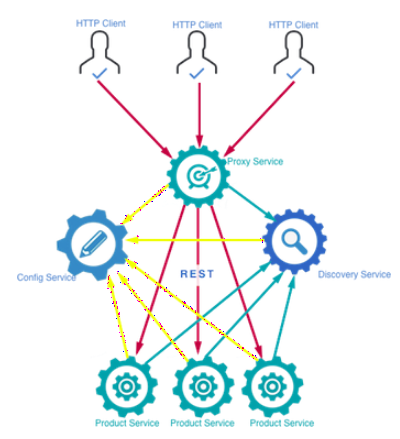 HTTP Client
HTTP Client
HTTP Client
Proxy Service
REST
Config Service
Discovery Service
Product Service
Product Service
Product Service